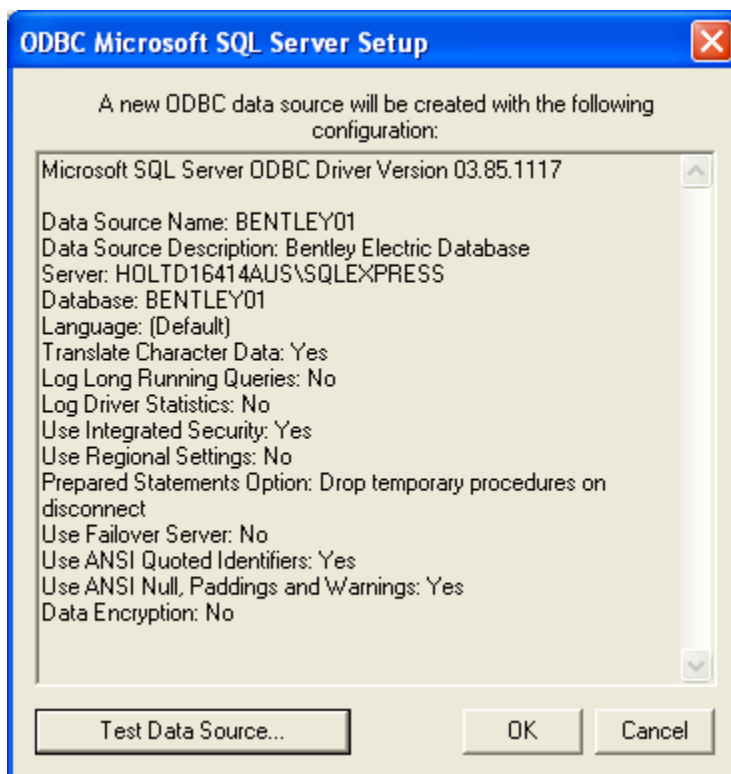 ODBC Microsoft SQL Server Setup
A new ODBC data source will be created with the following
configuration:
Microsoft SQL Server ODBC Driver Version 03.85.1117
Data Source Name: BENTLEY01
Data Source Description: Bentley Electric Database
Server: HOLTD16414AUS\SQLEXPRESS
Database: BENTLEY01
Language: (Default)
Translate Character Data: Yes
Log Long Running Queries: No
Log Driver Statistics: No
Use Integrated Security: Yes
Use Regional Settings: No
Prepared Statements Option: Drop temporary procedures on
disconnect
Use Failover Server: No
Use ANSI Quoted Identifiers: Yes
Use ANSI Null, Paddings and Warnings: Yes
Data Encryption: No
Test Data Source...
OK
Cancel